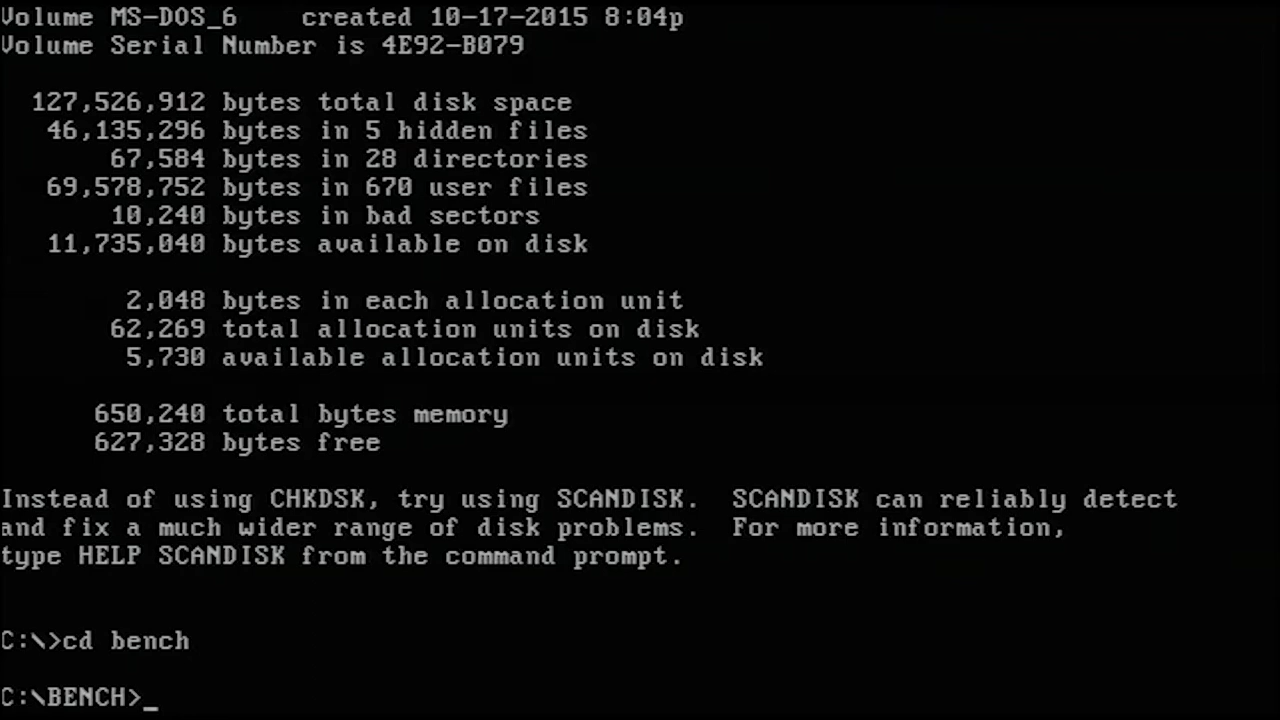 Volume MS-DOS_6    created 10-17-2015 8:04p
Volume Serial Number is 4E92-B079
127,526,912 bytes total disk space
46,135,296 bytes in 5 hidden files
67,584 bytes in 28 directories
69,578,752 bytes in 670 user files
10,240 bytes in bad sectors
11,735,040 bytes available on disk
2,048 bytes in each allocation unit
62,269 total allocation units on disk
5,730 available allocation units on disk
650,240 total bytes memory
627,328 bytes free
Instead of using CHKDSK, try using SCANDISK.  SCANDISK can reliably detect
and fix a much wider range of disk problems.  For more information,
type HELP SCANDISK from the command prompt.
C:\>cd bench
C:\BENCH>_